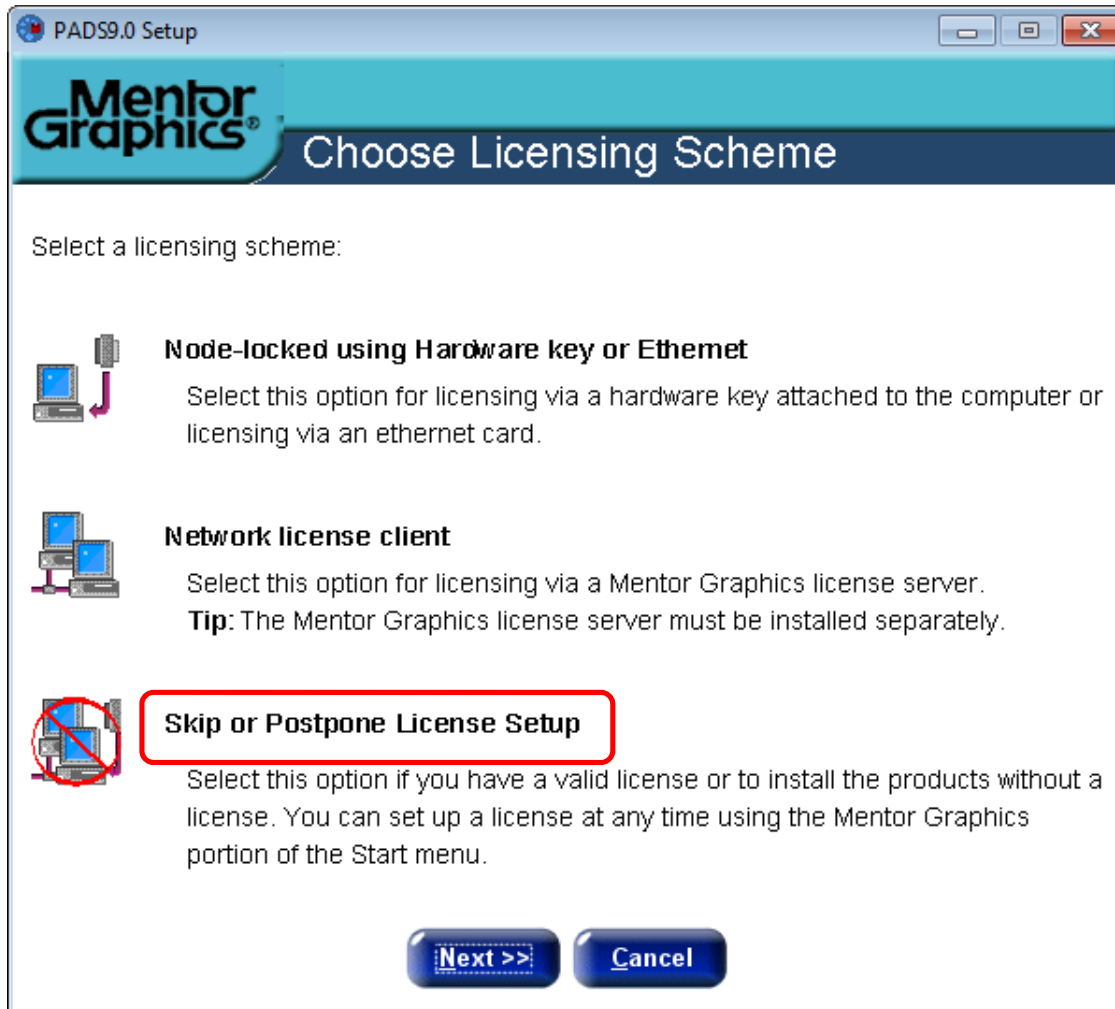 PADS9.0 Setup
Mentor
Graphics®
Choose Licensing Scheme
Select a licensing scheme:
Node-locked using Hardware key or Ethernet
Select this option for licensing via a hardware key attached to the computer or
licensing via an ethernet card.
Network license client
Select this option for licensing via a Mentor Graphics license server.
Tip: The Mentor Graphics license server must be installed separately.
Skip or Postpone License Setup
Select this option if you have a valid license or to install the products without a
license. You can set up a license at any time using the Mentor Graphics
portion of the Start menu.
Next >>
Cancel